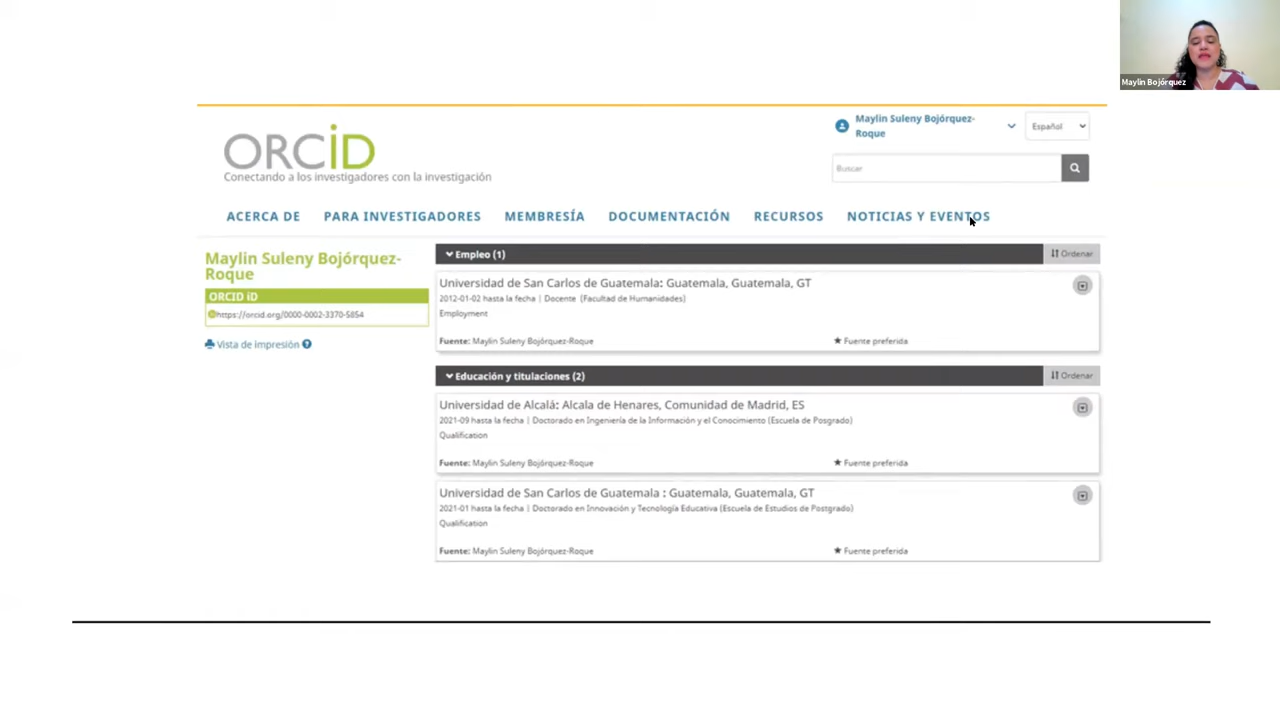 Maylin Bojórquez
ORCiD
Conectando a los investigadores con la investigación
Maylin Suleny Bojórquez-
Roque
Español
Buscar
ACERCA DE PARA INVESTIGADORES MEMBRESÍA DOCUMENTACIÓN RECURSOS NOTICIAS Y EVENTOS
Maylin Suleny Bojórquez-
Roque
ORCID iD
https://orcid.org/0000-0002-3370-5854
Vista de impresión
Empleo (1)
Ordenar
Universidad de San Carlos de Guatemala: Guatemala, Guatemala, GT
2012-01-02 hasta la fecha | Docente (Facultad de Humanidades)
Employment
Fuente: Maylin Suleny Bojórquez-Roque
Fuente preferida
Educación y titulaciones (2)
Ordenar
Universidad de Alcalá: Alcala de Henares, Comunidad de Madrid, ES
2021-09 hasta la fecha | Doctorado en Ingeniería de la Información y el Conocimiento (Escuela de Posgrado)
Qualification
Fuente: Maylin Suleny Bojórquez-Roque
Fuente preferida
Universidad de San Carlos de Guatemala : Guatemala, Guatemala, GT
2021-01 hasta la fecha | Doctorado en Innovación y Tecnología Educativa (Escuela de Estudios de Postgrado)
Qualification
Fuente: Maylin Suleny Bojórquez-Roque
Fuente preferida